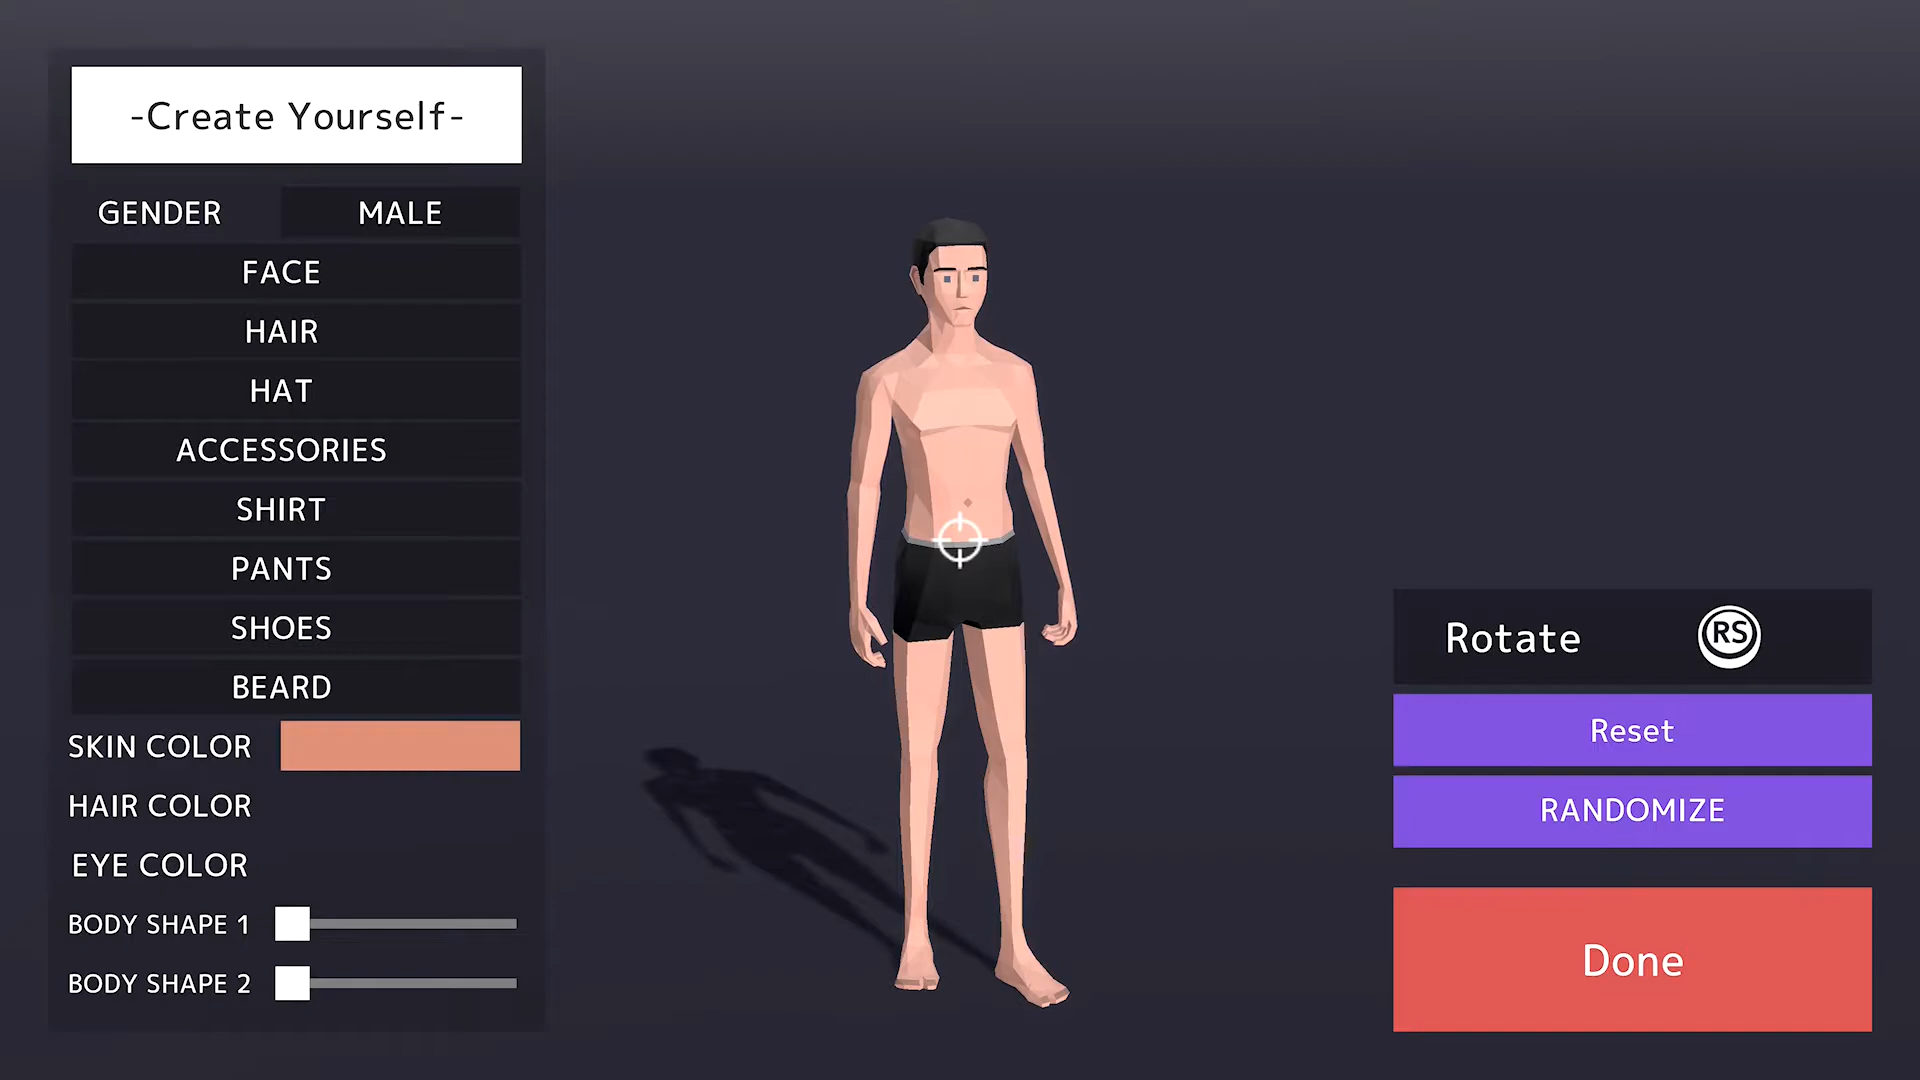 -Create Yourself-
GENDER MALE
FACE
HAIR
HAT
ACCESSORIES
SHIRT
PANTS
SHOES
BEARD
SKIN COLOR
HAIR COLOR
EYE COLOR
BODY SHAPE 1
BODY SHAPE 2
Rotate RS
Reset
RANDOMIZE
Done